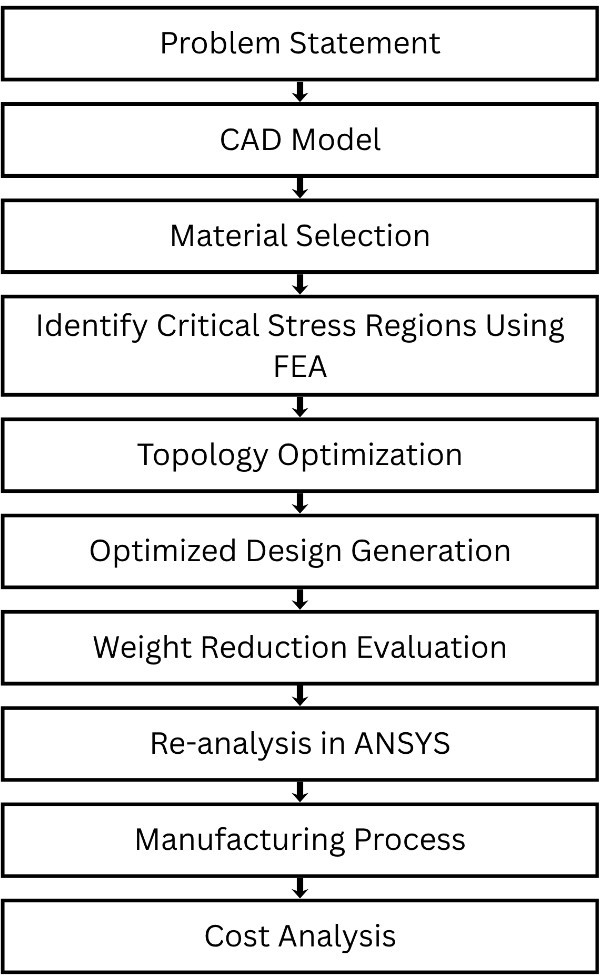 Problem Statement
CAD Model
Material Selection
Identify Critical Stress Regions Using
FEA
Topology Optimization
Optimized Design Generation
Weight Reduction Evaluation
Re-analysis in ANSYS
Manufacturing Process
Cost Analysis